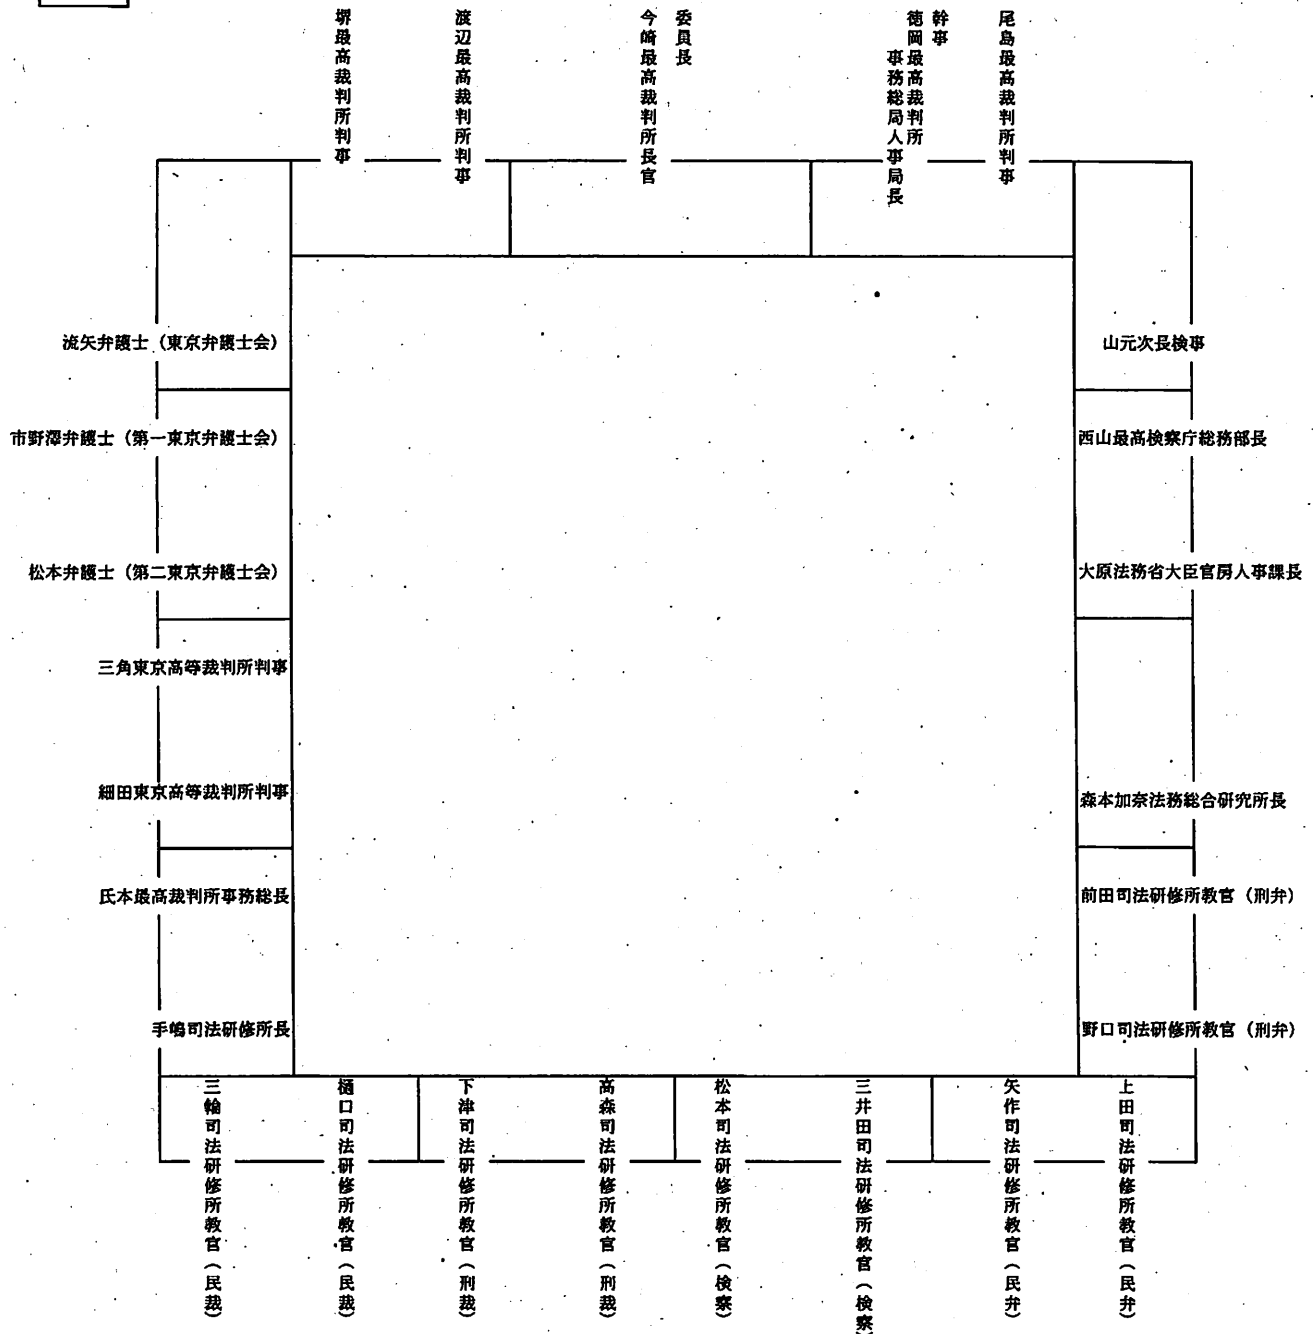 尾島最高裁判所判事
幹事
徳岡最高裁判所
事務総局人事局長
委員長
今崎最高裁判所長官
渡辺最高裁判所判事
堺最高裁判所判事
流矢弁護士（東京弁護士会）
市野澤弁護士（第一東京弁護士会）
松本弁護士（第二東京弁護士会）
三角東京高等裁判所判事
細田東京高等裁判所判事
氏本最高裁判所事務総長
手嶋司法研修所長
山元次長検事
西山最高検察庁総務部長
大原法務省大臣官房人事課長
森本加奈法務総合研究所長
前田司法研修所教官（刑弁）
野口司法研修所教官（刑弁）
上田司法研修所教官（民弁）
矢作司法研修所教官（民弁）
三井田司法研修所教官（検察）
松本司法研修所教官（検察）
高森司法研修所教官（刑裁）
下津司法研修所教官（刑裁）
樋口司法研修所教官（民裁）
三輪司法研修所教官（民裁）